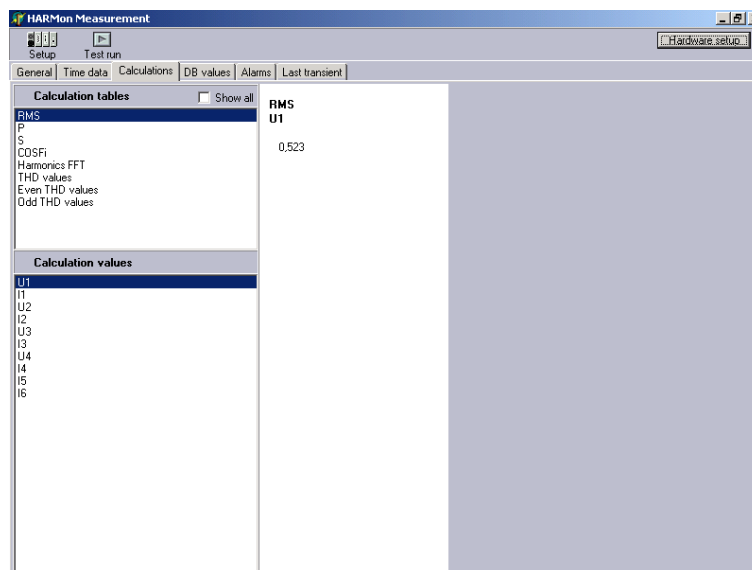 HARMon Measurement
Setup
Test run
Hardware setup
General
Time data
Calculations
DB values
Alarms
Last transient
Calculation tables
Show all
RMS
P
S
COSFi
Harmonics FFT
THD values
Even THD values
Odd THD values
Calculation values
U1
I1
U2
I2
U3
I3
U4
I4
I5
I6
RMS
U1
0,523